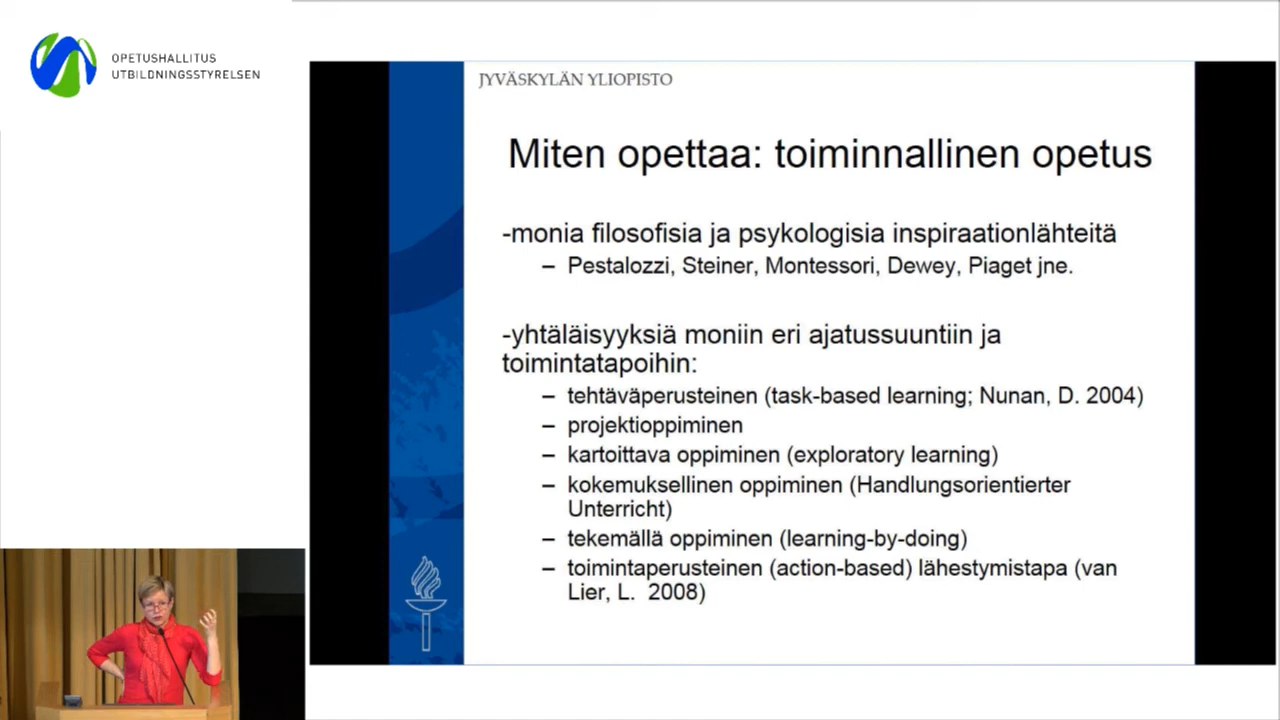 OPETUSHALLITUS
UTBILDNINGSSTYRELSEN
JYVÄSKYLÄN YLIOPISTO
Miten opettaa: toiminnallinen opetus
-monia filosofisia ja psykologisia inspiraationlähteitä
– Pestalozzi, Steiner, Montessori, Dewey, Piaget jne.
-yhtäläisyyksiä moniin eri ajatussuuntiin ja
toimintatapoihin:
– tehtäväperusteinen (task-based learning; Nunan, D. 2004)
– projektioppiminen
– kartoittava oppiminen (exploratory learning)
– kokemuksellinen oppiminen (Handlungsorientierter
Unterricht)
– tekemällä oppiminen (learning-by-doing)
– toimintaperusteinen (action-based) lähestymistapa (van
Lier, L. 2008)